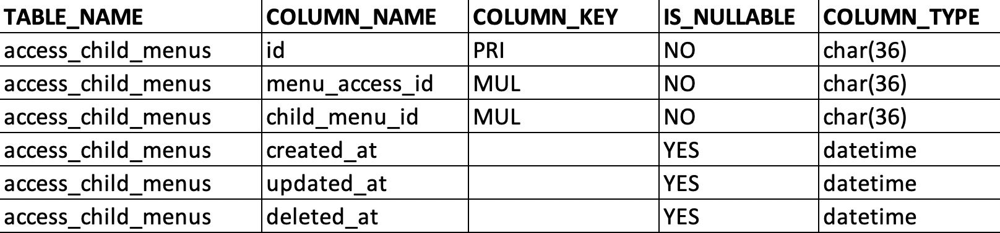 TABLE_NAME COLUMN_NAME COLUMN_KEY IS_NULLABLE COLUMN_TYPE
access_child_menus id PRI NO char(36)
access_child_menus menu_access_id MUL NO char(36)
access_child_menus child_menu_id MUL NO char(36)
access_child_menus created_at YES datetime
access_child_menus updated_at YES datetime
access_child_menus deleted_at YES datetime